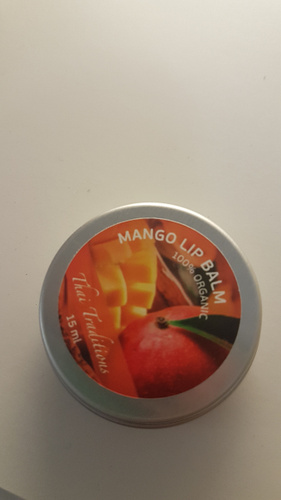 MANGO LIP BALM
100% ORGANIC
Thai Traditions
15 ml